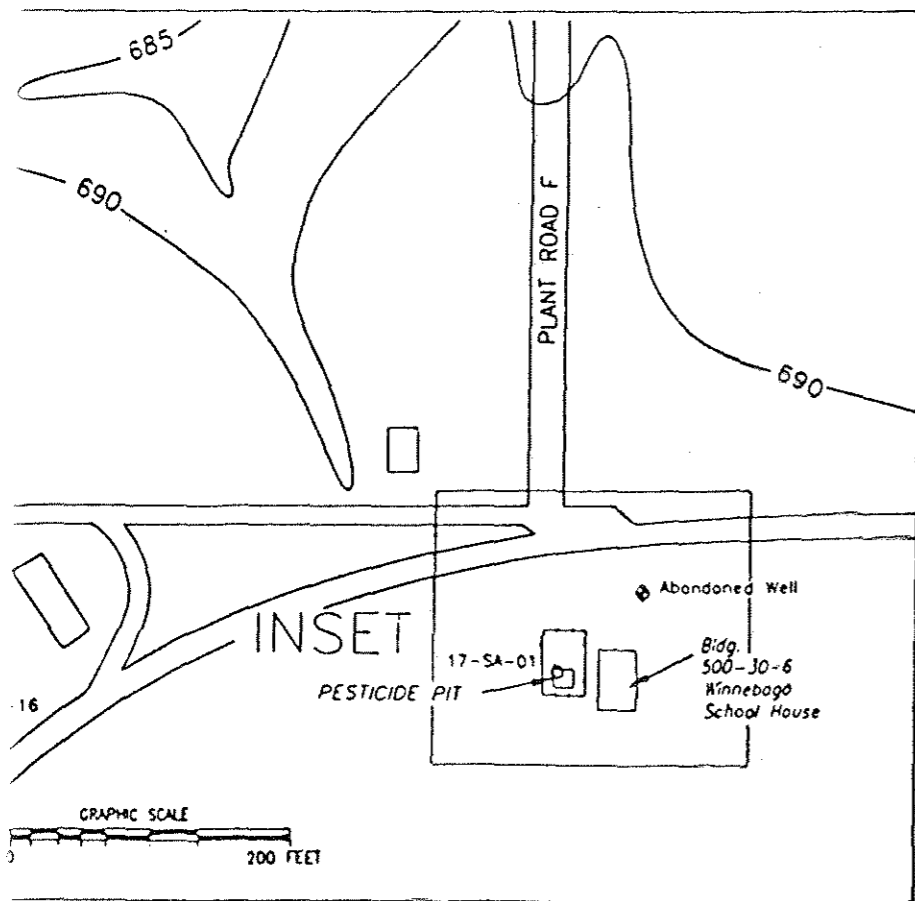 685
690
PLANT ROAD F
690
Abandoned Well
INSET
17-SA-01
PESTICIDE PIT
Bldg.
500-30-6
Winnebago
School House
-16
GRAPHIC SCALE
0
200 FEET